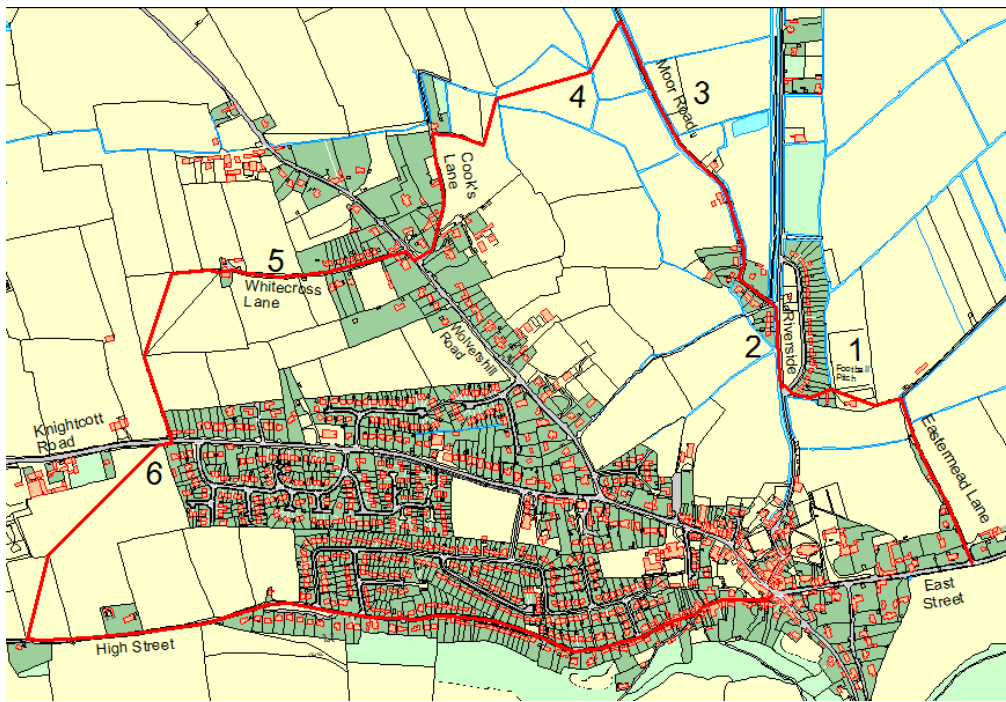 4
3
Moor Road
Cook's
Lane
5
Whitecross
Lane
Wolvershill
Road
2
Riverside
1
Football
Pitch
Knightcott
Road
6
Eastermead Lane
East
Street
High Street